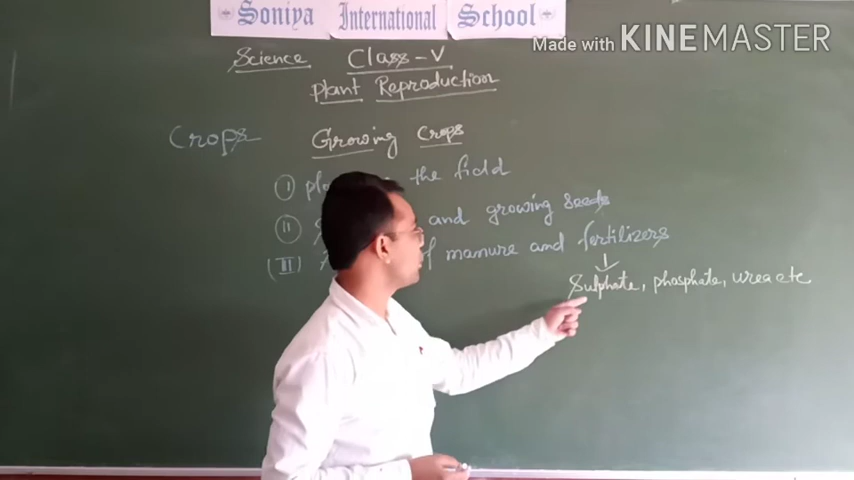 Soniya International School
Made with KINEMASTER
Science Class-V
Plant Reproduction
Crops Growing Crops
(I) the field
(II) and growing seeds
(III) of manure and fertilizers
Sulphate, phosphate, urea etc